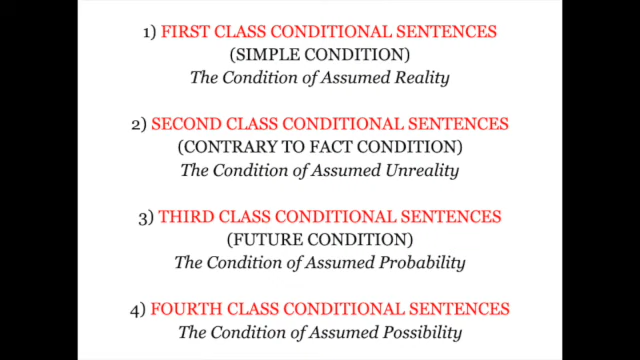 1) FIRST CLASS CONDITIONAL SENTENCES
(SIMPLE CONDITION)
The Condition of Assumed Reality
2) SECOND CLASS CONDITIONAL SENTENCES
(CONTRARY TO FACT CONDITION)
The Condition of Assumed Unreality
3) THIRD CLASS CONDITIONAL SENTENCES
(FUTURE CONDITION)
The Condition of Assumed Probability
4) FOURTH CLASS CONDITIONAL SENTENCES
The Condition of Assumed Possibility